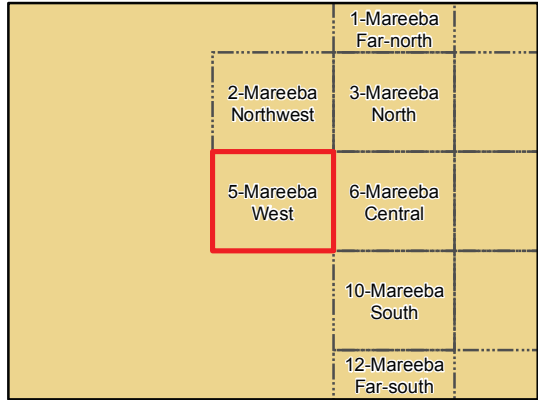 1-Mareeba
Far-north
2-Mareeba
Northwest
3-Mareeba
North
5-Mareeba
West
6-Mareeba
Central
10-Mareeba
South
12-Mareeba
Far-south